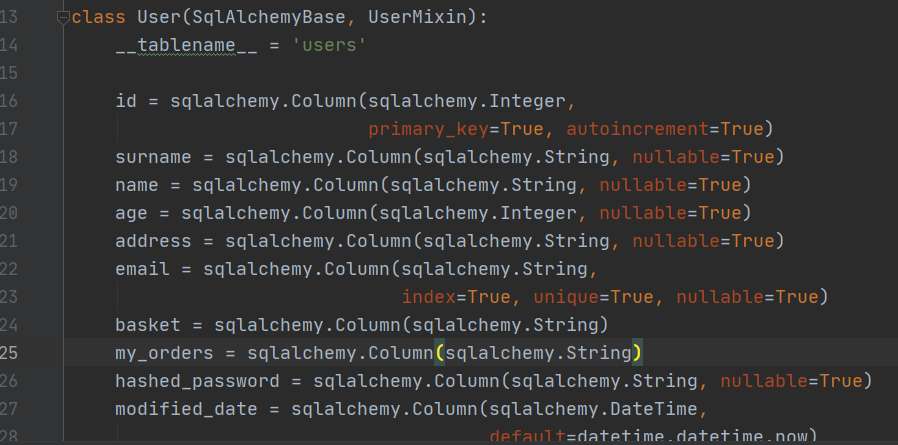 13 class User(SqlAlchemyBase, UserMixin):
14 __tablename__ = 'users'
15
16 id = sqlalchemy.Column(sqlalchemy.Integer,
17 primary_key=True, autoincrement=True)
18 surname = sqlalchemy.Column(sqlalchemy.String, nullable=True)
19 name = sqlalchemy.Column(sqlalchemy.String, nullable=True)
20 age = sqlalchemy.Column(sqlalchemy.Integer, nullable=True)
21 address = sqlalchemy.Column(sqlalchemy.String, nullable=True)
22 email = sqlalchemy.Column(sqlalchemy.String,
23 index=True, unique=True, nullable=True)
24 basket = sqlalchemy.Column(sqlalchemy.String)
25 my_orders = sqlalchemy.Column(sqlalchemy.String)
26 hashed_password = sqlalchemy.Column(sqlalchemy.String, nullable=True)
27 modified_date = sqlalchemy.Column(sqlalchemy.DateTime,
28 default=datetime.datetime.now)